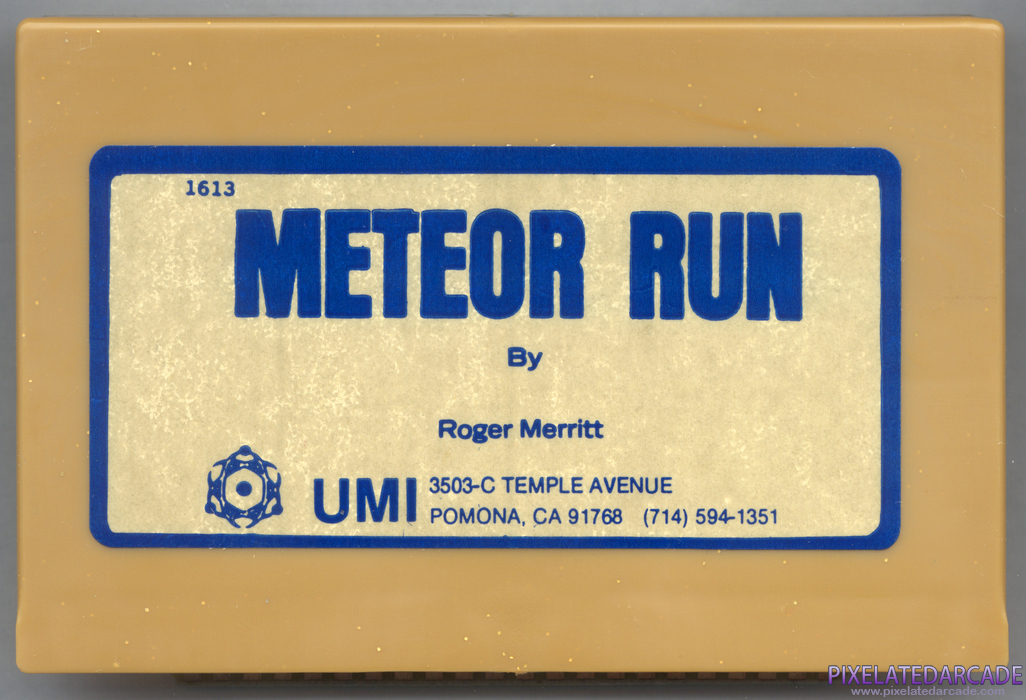 1613
METEOR RUN
By
Roger Merritt
UMI
3503-C TEMPLE AVENUE
POMONA, CA 91768 (714) 594-1351
PIXELATEDARCADE
www.pixelatedarcade.com